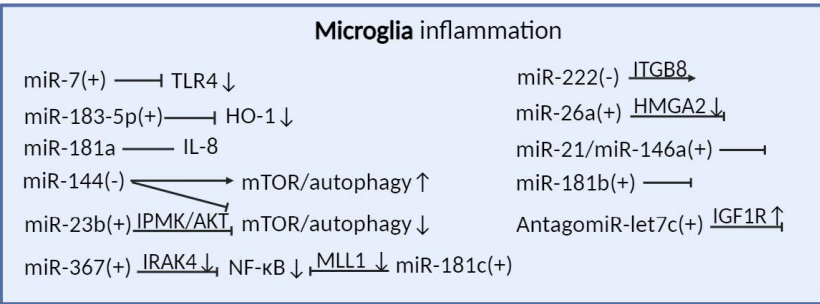 Microglia inflammation
miR-7(+) TLR4↓
miR-183-5p(+) HO-1↓
miR-181a IL-8
miR-144(-) mTOR/autophagy↑
miR-23b(+) IPMK/AKT mTOR/autophagy↓
miR-367(+) IRAK4↓ NF-κB↓ MLL1 ↓ miR-181c(+)
miR-222(-) ITGB8
miR-26a(+) HMGA2↓
miR-21/miR-146a(+)
miR-181b(+)
AntagomiR-let7c(+) IGF1R↑